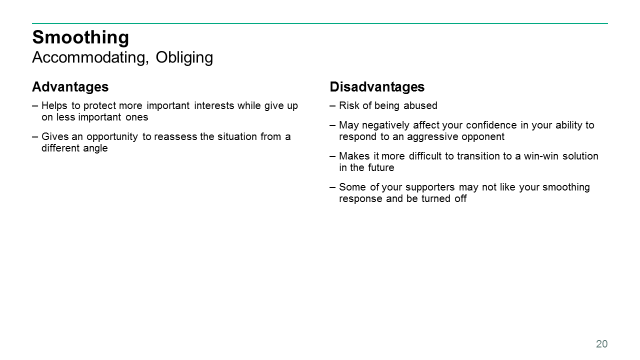 Smoothing
Accommodating, Obliging
Advantages
– Helps to protect more important interests while give up
on less important ones
– Gives an opportunity to reassess the situation from a
different angle
Disadvantages
– Risk of being abused
– May negatively affect your confidence in your ability to
respond to an aggressive opponent
– Makes it more difficult to transition to a win-win solution
in the future
– Some of your supporters may not like your smoothing
response and be turned off
20